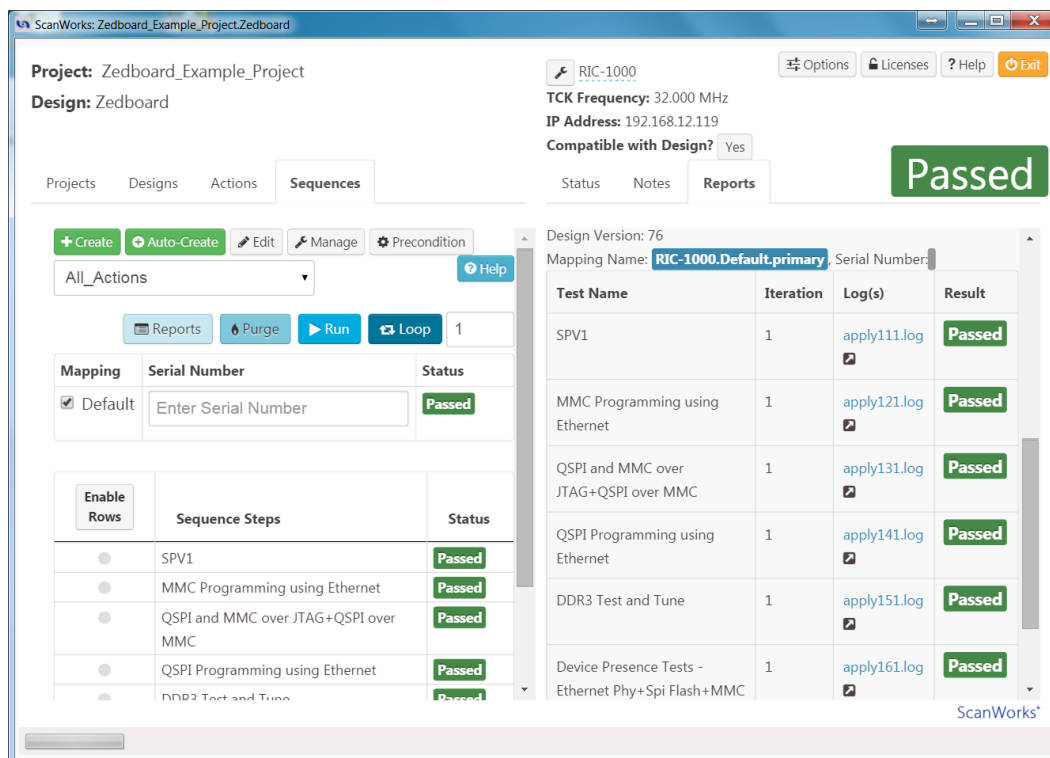 ScanWorks: Zedboard_Example_Project.Zedboard
Project: Zedboard_Example_Project
Design: Zedboard
RIC-1000
Options
Licenses
? Help
Exit
TCK Frequency: 32.000 MHz
IP Address: 192.168.12.119
Compatible with Design? Yes
Passed
Projects
Designs
Actions
Sequences
Status
Notes
Reports
Create
Auto-Create
Edit
Manage
Precondition
All_Actions
Help
Reports
Purge
Run
Loop
1
Mapping
Serial Number
Status
Default
Enter Serial Number
Passed
Enable
Rows
Sequence Steps
Status
SPV1
Passed
MMC Programming using Ethernet
Passed
QSPI and MMC over JTAG+QSPI over
MMC
Passed
QSPI Programming using Ethernet
Passed
DDR3 Test and Tune
Passed
Design Version: 76
Mapping Name: RIC-1000.Default.primary, Serial Number:
Test Name
Iteration
Log(s)
Result
SPV1
1
apply111.log
Passed
MMC Programming using
Ethernet
1
apply121.log
Passed
QSPI and MMC over
JTAG+QSPI over MMC
1
apply131.log
Passed
QSPI Programming using
Ethernet
1
apply141.log
Passed
DDR3 Test and Tune
1
apply151.log
Passed
Device Presence Tests -
Ethernet Phy+Spi Flash+MMC
1
apply161.log
Passed
ScanWorks